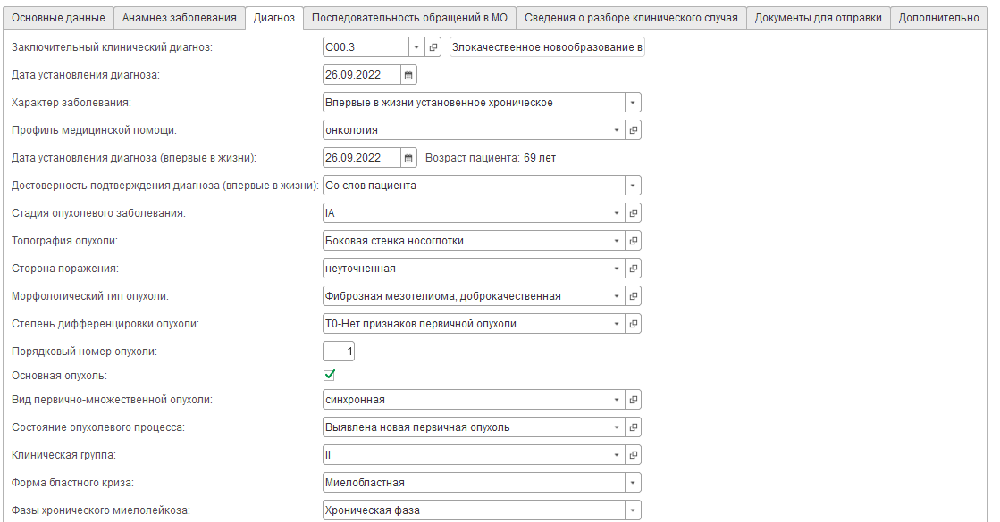 Основные данные Анамнез заболевания Диагноз Последовательность обращений в МО Сведения о разборе клинического случая Документы для отправки Дополнительно
Заключительный клинический диагноз: C00.3 Злокачественное новообразование в
Дата установления диагноза: 26.09.2022
Характер заболевания: Впервые в жизни установенное хроническое
Профиль медицинской помощи: онкология
Дата установления диагноза (впервые в жизни): 26.09.2022 Возраст пациента: 69 лет
Достоверность подтверждения диагноза (впервые в жизни): Со слов пациента
Стадия опухолевого заболевания: IA
Топография опухоли: Боковая стенка носоглотки
Сторона поражения: неуточненная
Морфологический тип опухоли: Фиброзная мезотелиома, доброкачественная
Степень дифференцировки опухоли: T0-Нет признаков первичной опухоли
Порядковый номер опухоли: 1
Основная опухоль:
Вид первично-множественной опухоли: синхронная
Состояние опухолевого процесса: Выявлена новая первичная опухоль
Клиническая группа: II
Форма бластного криза: Миелобластная
Фазы хронического миелолейкоза: Хроническая фаза